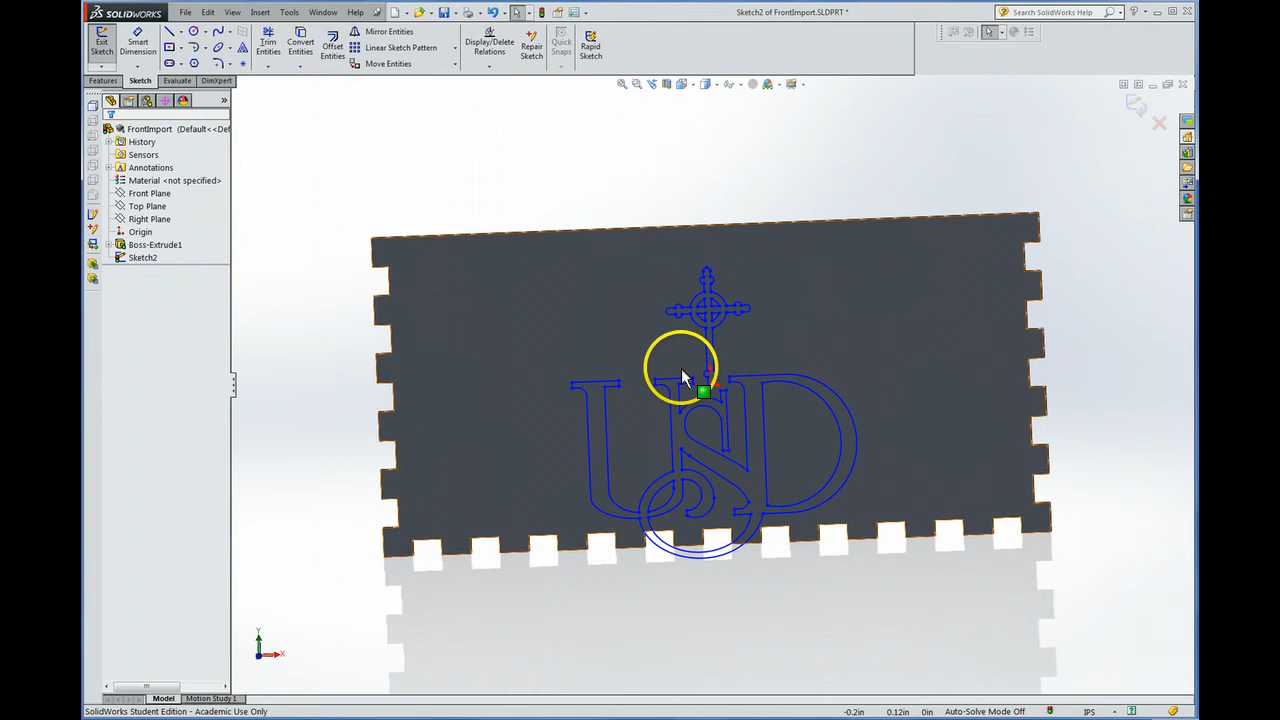 SOLIDWORKS File Edit View Insert Tools Window Help Sketch2 of FrontImport.SLDPRT * Search SolidWorks Help
Exit Sketch
Smart Dimension
Trim Entities
Convert Entities
Offset Entities
Mirror Entities
Linear Sketch Pattern
Move Entities
Display/Delete Relations
Repair Sketch
Quick Snaps
Rapid Sketch
Features Sketch Evaluate DimXpert
FrontImport (Default<<Def
History
Sensors
Annotations
Material <not specified>
Front Plane
Top Plane
Right Plane
Origin
Boss-Extrude1
Sketch2
USD
Y
X
Model Motion Study 1
SolidWorks Student Edition - Academic Use Only -0.2in 0.12in 0in Auto-Solve Mode Off IPS